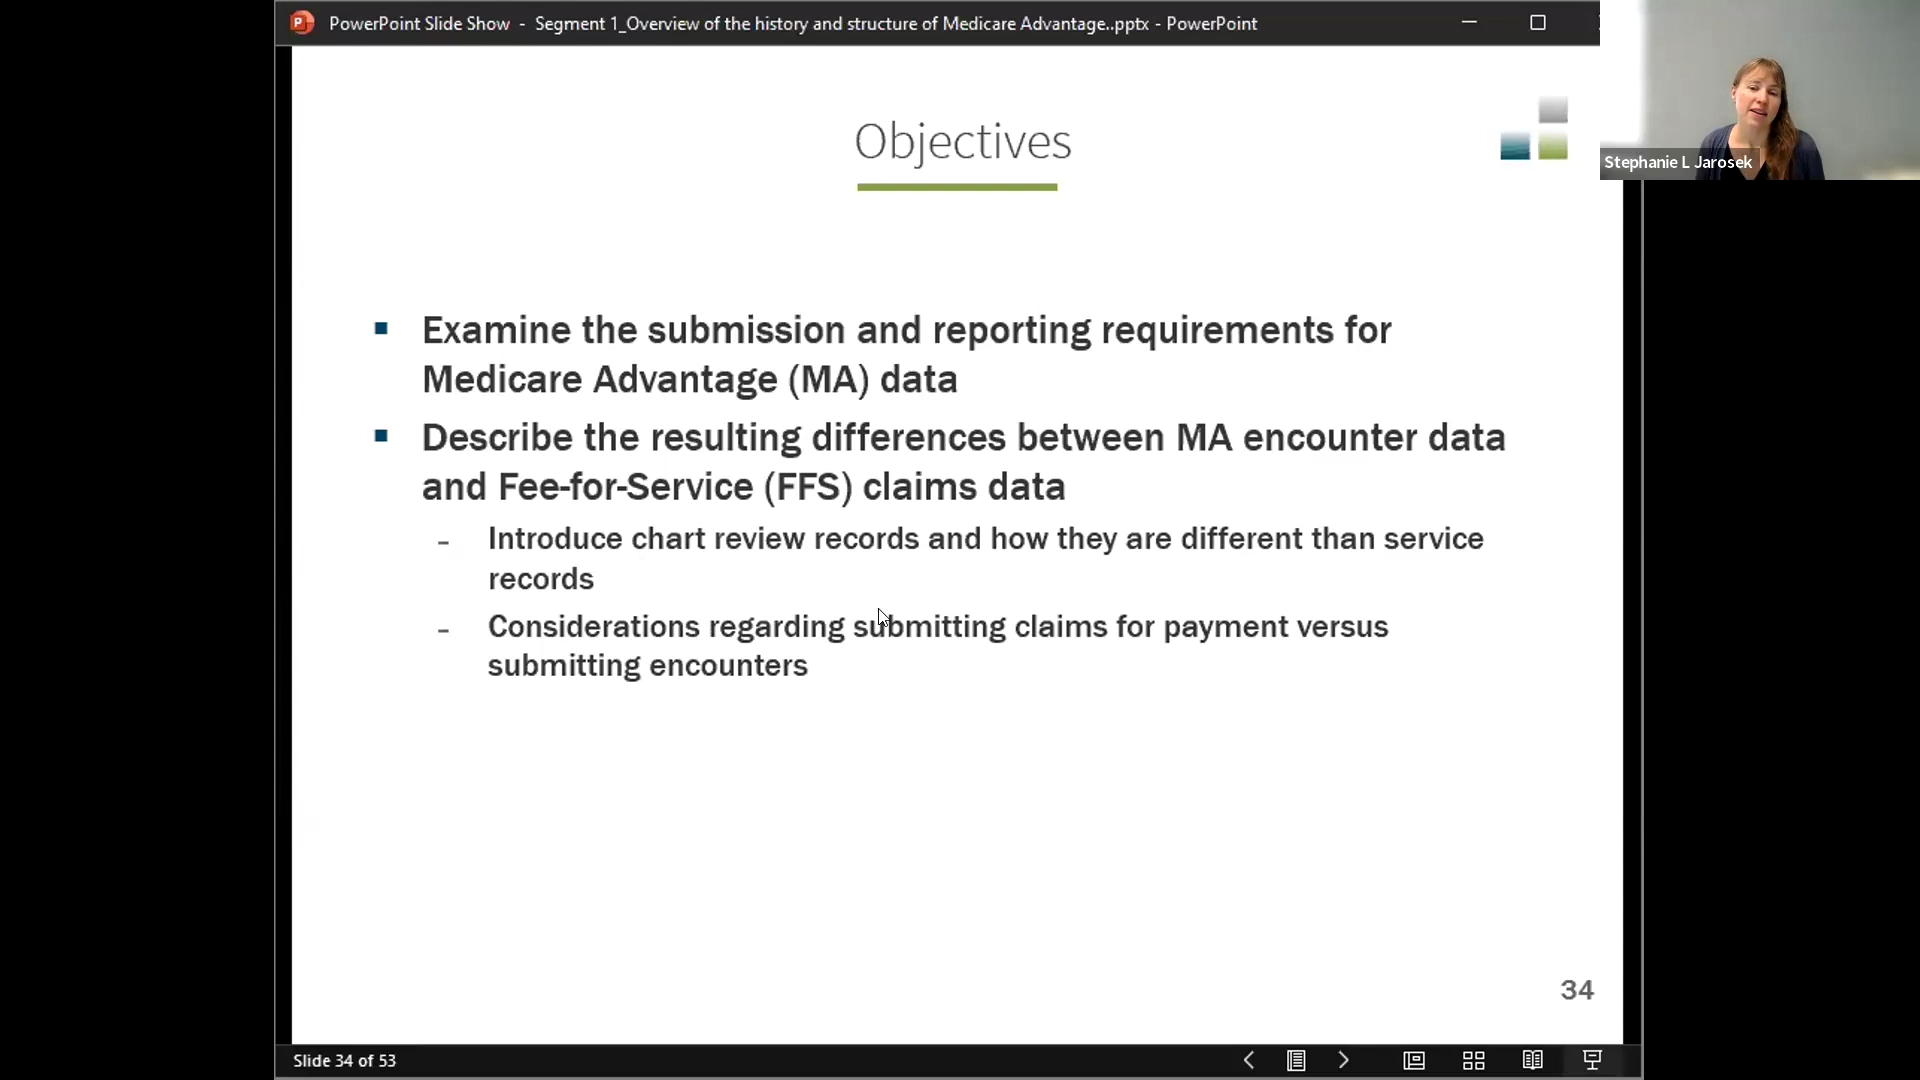 PowerPoint Slide Show - Segment 1_Overview of the history and structure of Medicare Advantage..pptx - PowerPoint
Objectives
Stephanie L Jarosek
Examine the submission and reporting requirements for
Medicare Advantage (MA) data
Describe the resulting differences between MA encounter data
and Fee-for-Service (FFS) claims data
- Introduce chart review records and how they are different than service
records
- Considerations regarding submitting claims for payment versus
submitting encounters
34
Slide 34 of 53